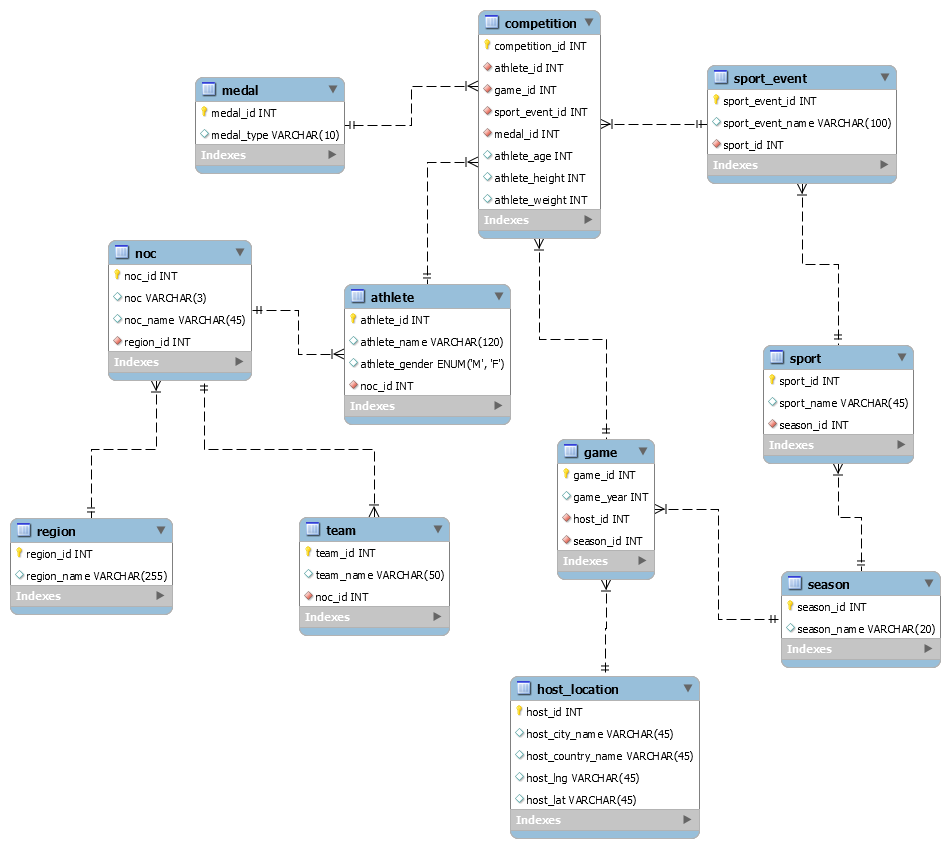 competition
competition_id INT
athlete_id INT
game_id INT
sport_event_id INT
medal_id INT
athlete_age INT
athlete_height INT
athlete_weight INT
Indexes
medal
medal_id INT
medal_type VARCHAR(10)
Indexes
sport_event
sport_event_id INT
sport_event_name VARCHAR(100)
sport_id INT
Indexes
noc
noc_id INT
noc VARCHAR(3)
noc_name VARCHAR(45)
region_id INT
Indexes
athlete
athlete_id INT
athlete_name VARCHAR(120)
athlete_gender ENUM('M', 'F')
noc_id INT
Indexes
sport
sport_id INT
sport_name VARCHAR(45)
season_id INT
Indexes
game
game_id INT
game_year INT
host_id INT
season_id INT
Indexes
region
region_id INT
region_name VARCHAR(255)
Indexes
team
team_id INT
team_name VARCHAR(50)
noc_id INT
Indexes
season
season_id INT
season_name VARCHAR(20)
Indexes
host_location
host_id INT
host_city_name VARCHAR(45)
host_country_name VARCHAR(45)
host_lng VARCHAR(45)
host_lat VARCHAR(45)
Indexes